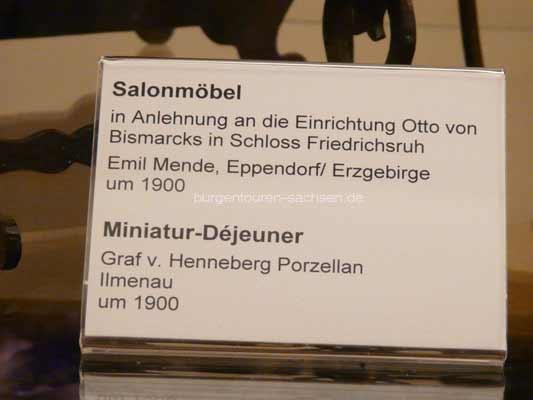 Salonmöbel
in Anlehnung an die Einrichtung Otto von
Bismarcks in Schloss Friedrichsruh
Emil Mende, Eppendorf/ Erzgebirge
um 1900
burgentouren-sachsen.de
Miniatur-Déjeuner
Graf v. Henneberg Porzellan
Ilmenau
um 1900